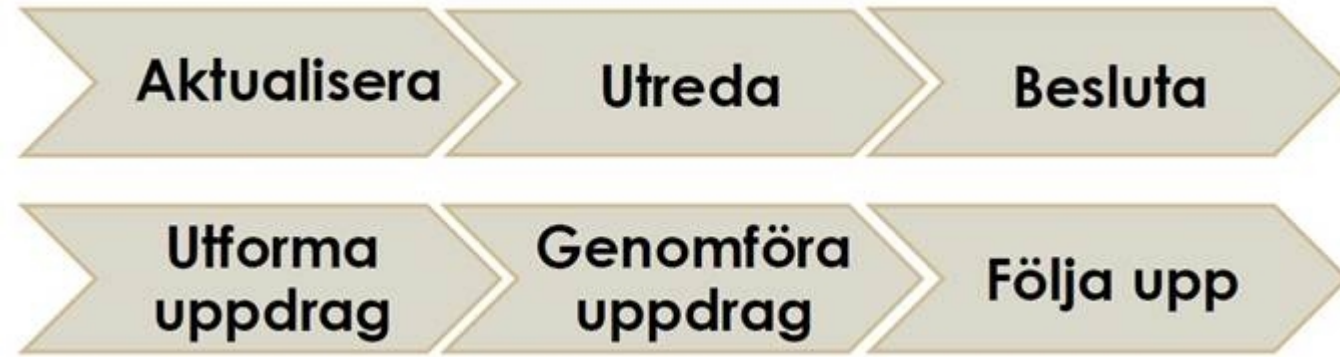 Aktualisera
Utreda
Besluta
Utforma
uppdrag
Genomföra
uppdrag
Följa upp